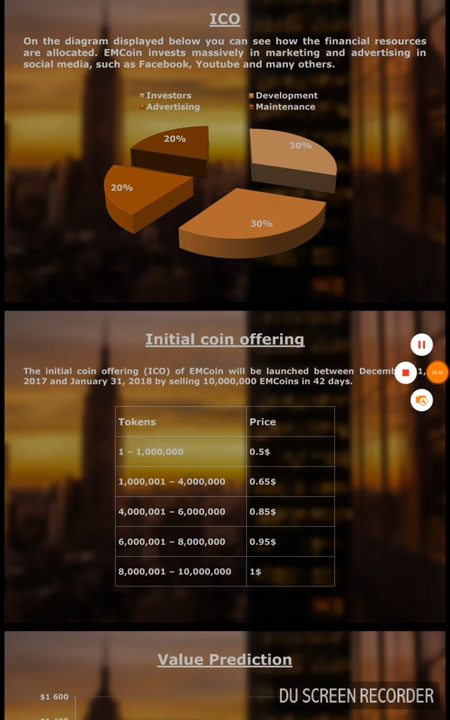 ICO
On the diagram displayed below you can see how the financial resources
are allocated. EMCoin invests massively in marketing and advertising in
social media, such as Facebook, Youtube and many others.
Investors Development
Advertising Maintenance
20%
30%
20%
30%
Initial coin offering
The initial coin offering (ICO) of EMCoin will be launched between Decemb 1,
2017 and January 31, 2018 by selling 10,000,000 EMCoins in 42 days.
Tokens Price
1 – 1,000,000 0.5$
1,000,001 – 4,000,000 0.65$
4,000,001 – 6,000,000 0.85$
6,000,001 – 8,000,000 0.95$
8,000,001 – 10,000,000 1$
Value Prediction
$1 600
DU SCREEN RECORDER